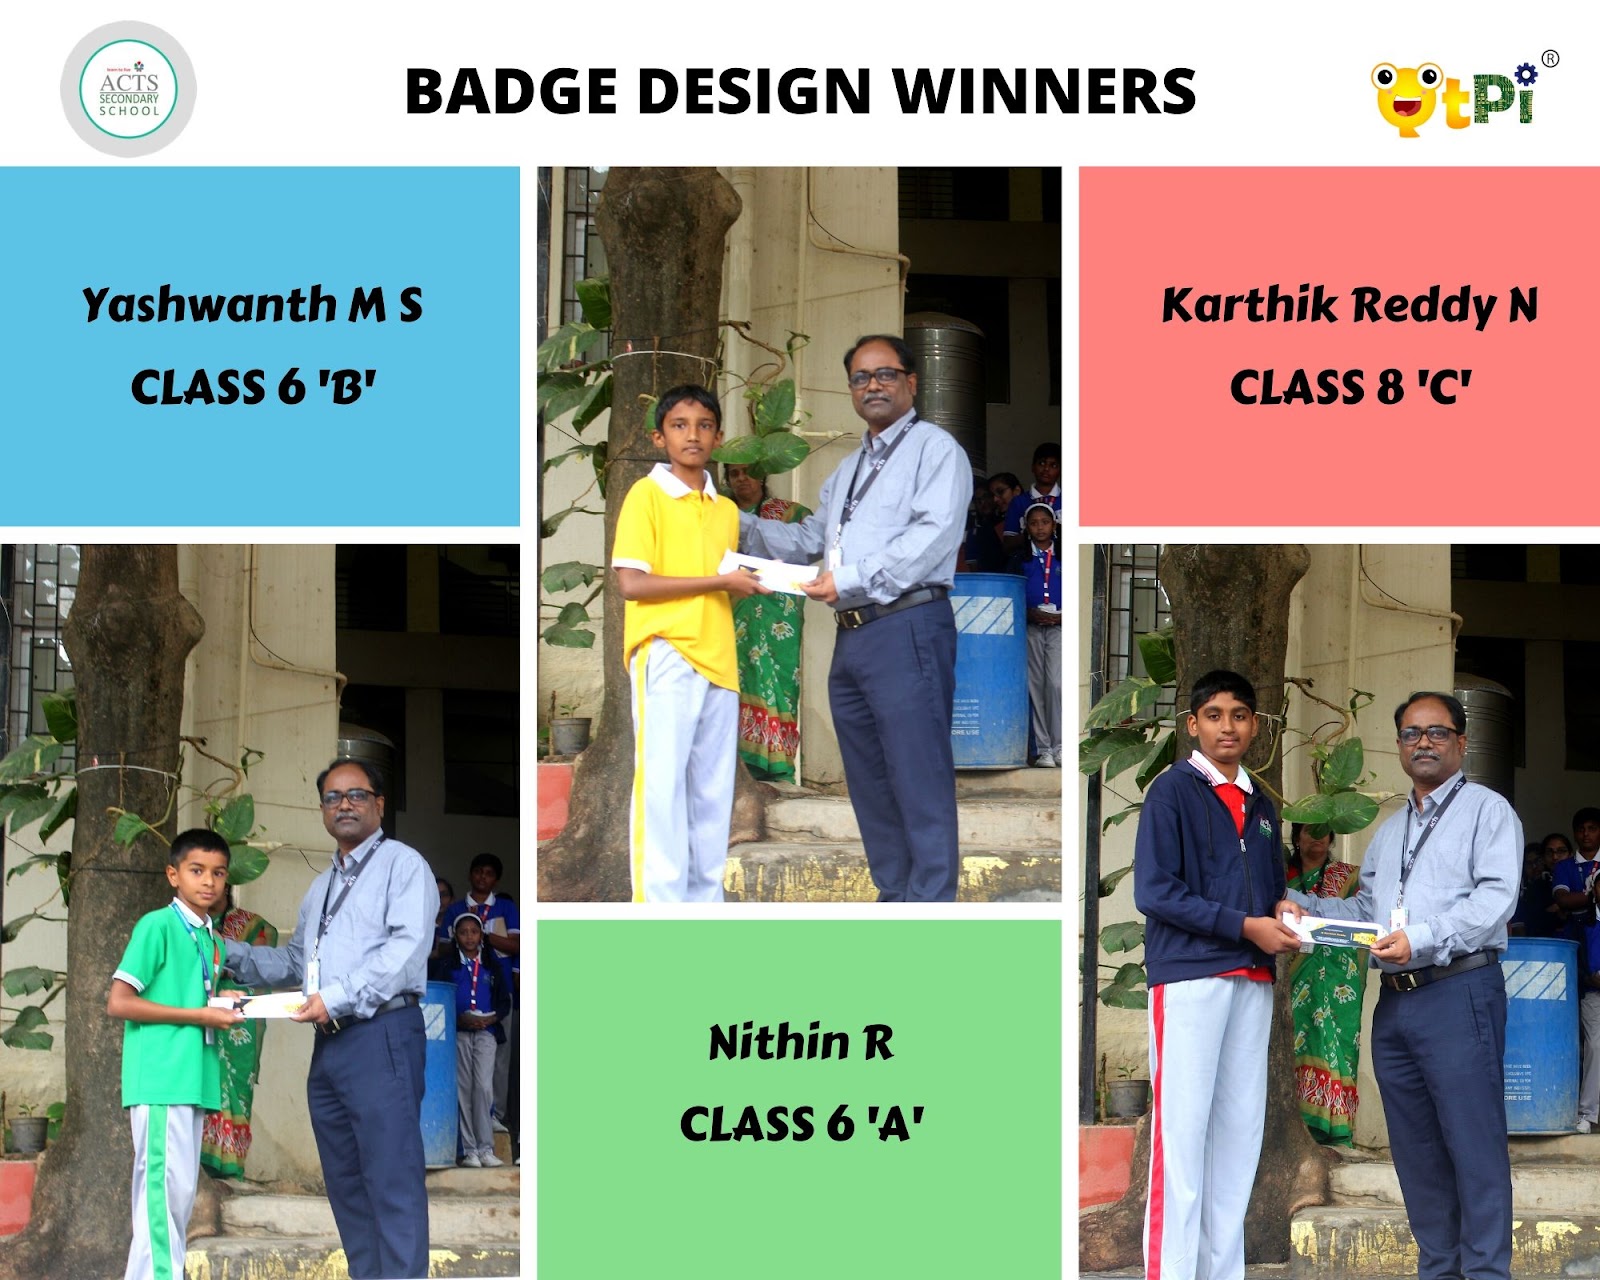 ACTS
SECONDARY
SCHOOL
BADGE DESIGN WINNERS
QtPi®
Yashwanth M S
CLASS 6 'B'
Karthik Reddy N
CLASS 8 'C'
Nithin R
CLASS 6 'A'